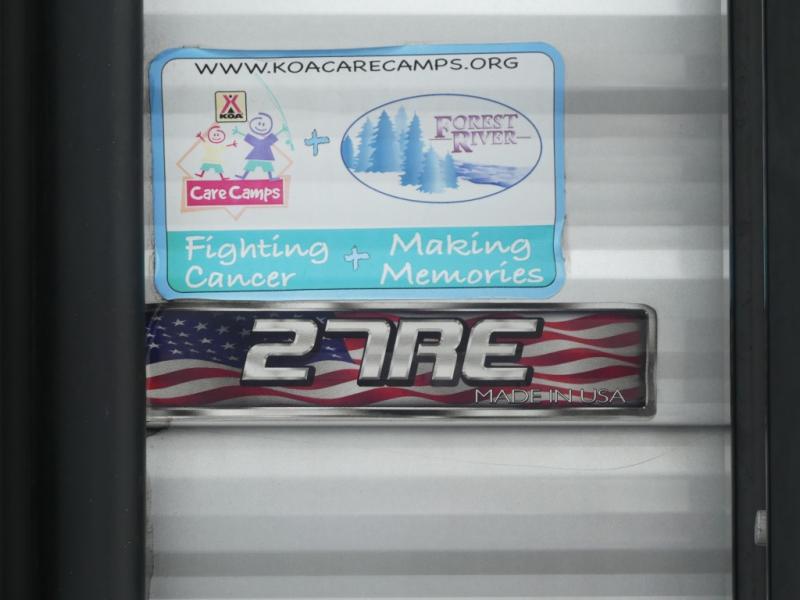 WWW.KOACARECAMPS.ORG
KOA
Care Camps
+
FOREST
RIVER
Fighting
Cancer
+
Making
Memories
27RE
MADE IN USA